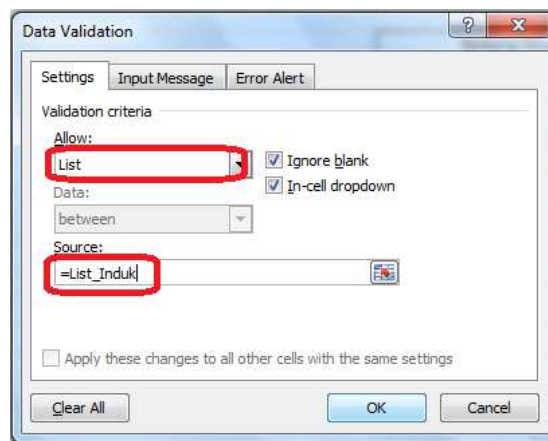 Data Validation
Settings Input Message Error Alert
Validation criteria
Allow:
List
Ignore blank
Data:
In-cell dropdown
between
Source:
=List_Induk
Apply these changes to all other cells with the same settings
Clear All OK Cancel